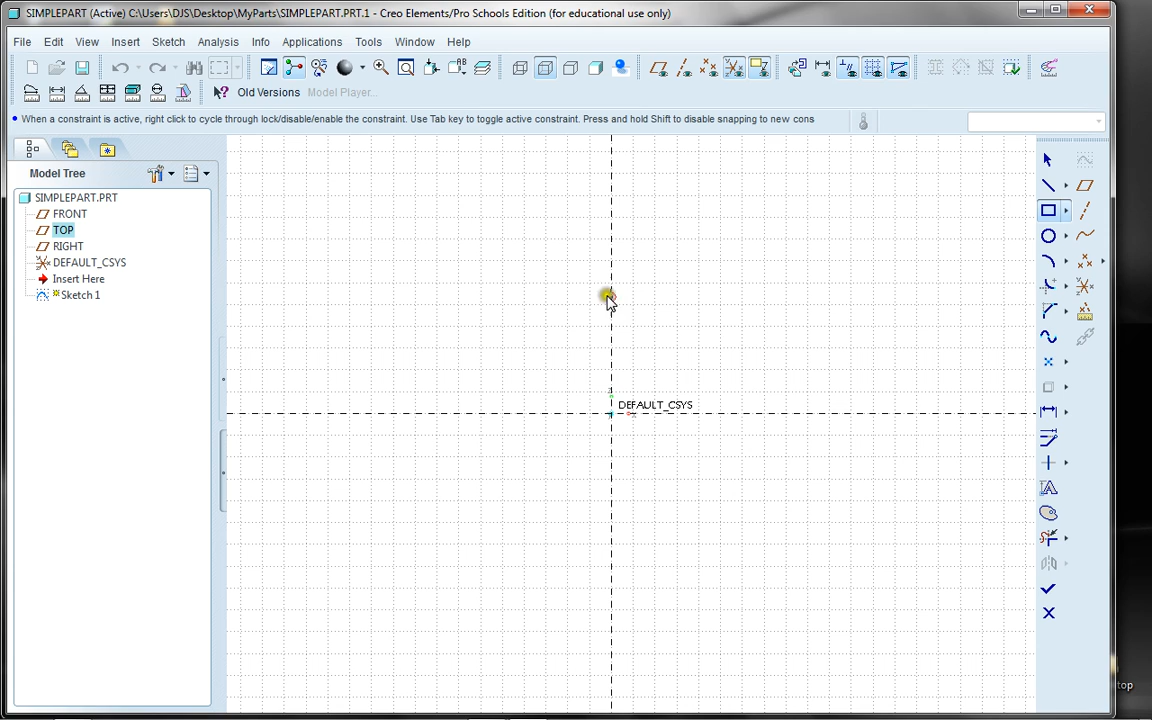 SIMPLEPART (Active) C:\Users\DJS\Desktop\MyParts\SIMPLEPART.PRT.1 - Creo Elements/Pro Schools Edition (for educational use only)
File Edit View Insert Sketch Analysis Info Applications Tools Window Help
Old Versions Model Player...
When a constraint is active, right click to cycle through lock/disable/enable the constraint. Use Tab key to toggle active constraint. Press and hold Shift to disable snapping to new cons
Model Tree
SIMPLEPART.PRT
FRONT
TOP
RIGHT
DEFAULT_CSYS
Insert Here
Sketch 1
DEFAULT_CSYS
top